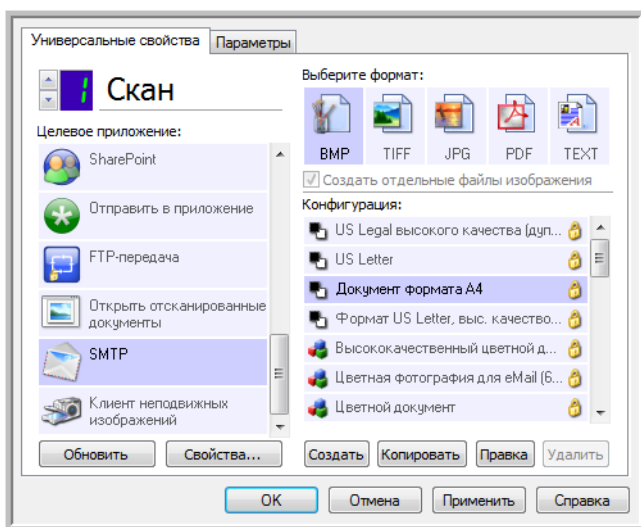 Универсальные свойства
Параметры
1
Скан
Целевое приложение:
SharePoint
Отправить в приложение
FTP-передача
Открыть отсканированные
документы
SMTP
Клиент неподвижных
изображений
Обновить
Свойства...
Выберите формат:
BMP
TIFF
JPG
PDF
TEXT
Создать отдельные файлы изображения
Конфигурация:
US Legal высокого качества (дуп...
US Letter
Документ формата A4
Формат US Letter, выс. качество...
Высококачественный цветной д...
Цветная фотография для eMail (6...
Цветной документ
Создать
Копировать
Правка
Удалить
OK
Отмена
Применить
Справка